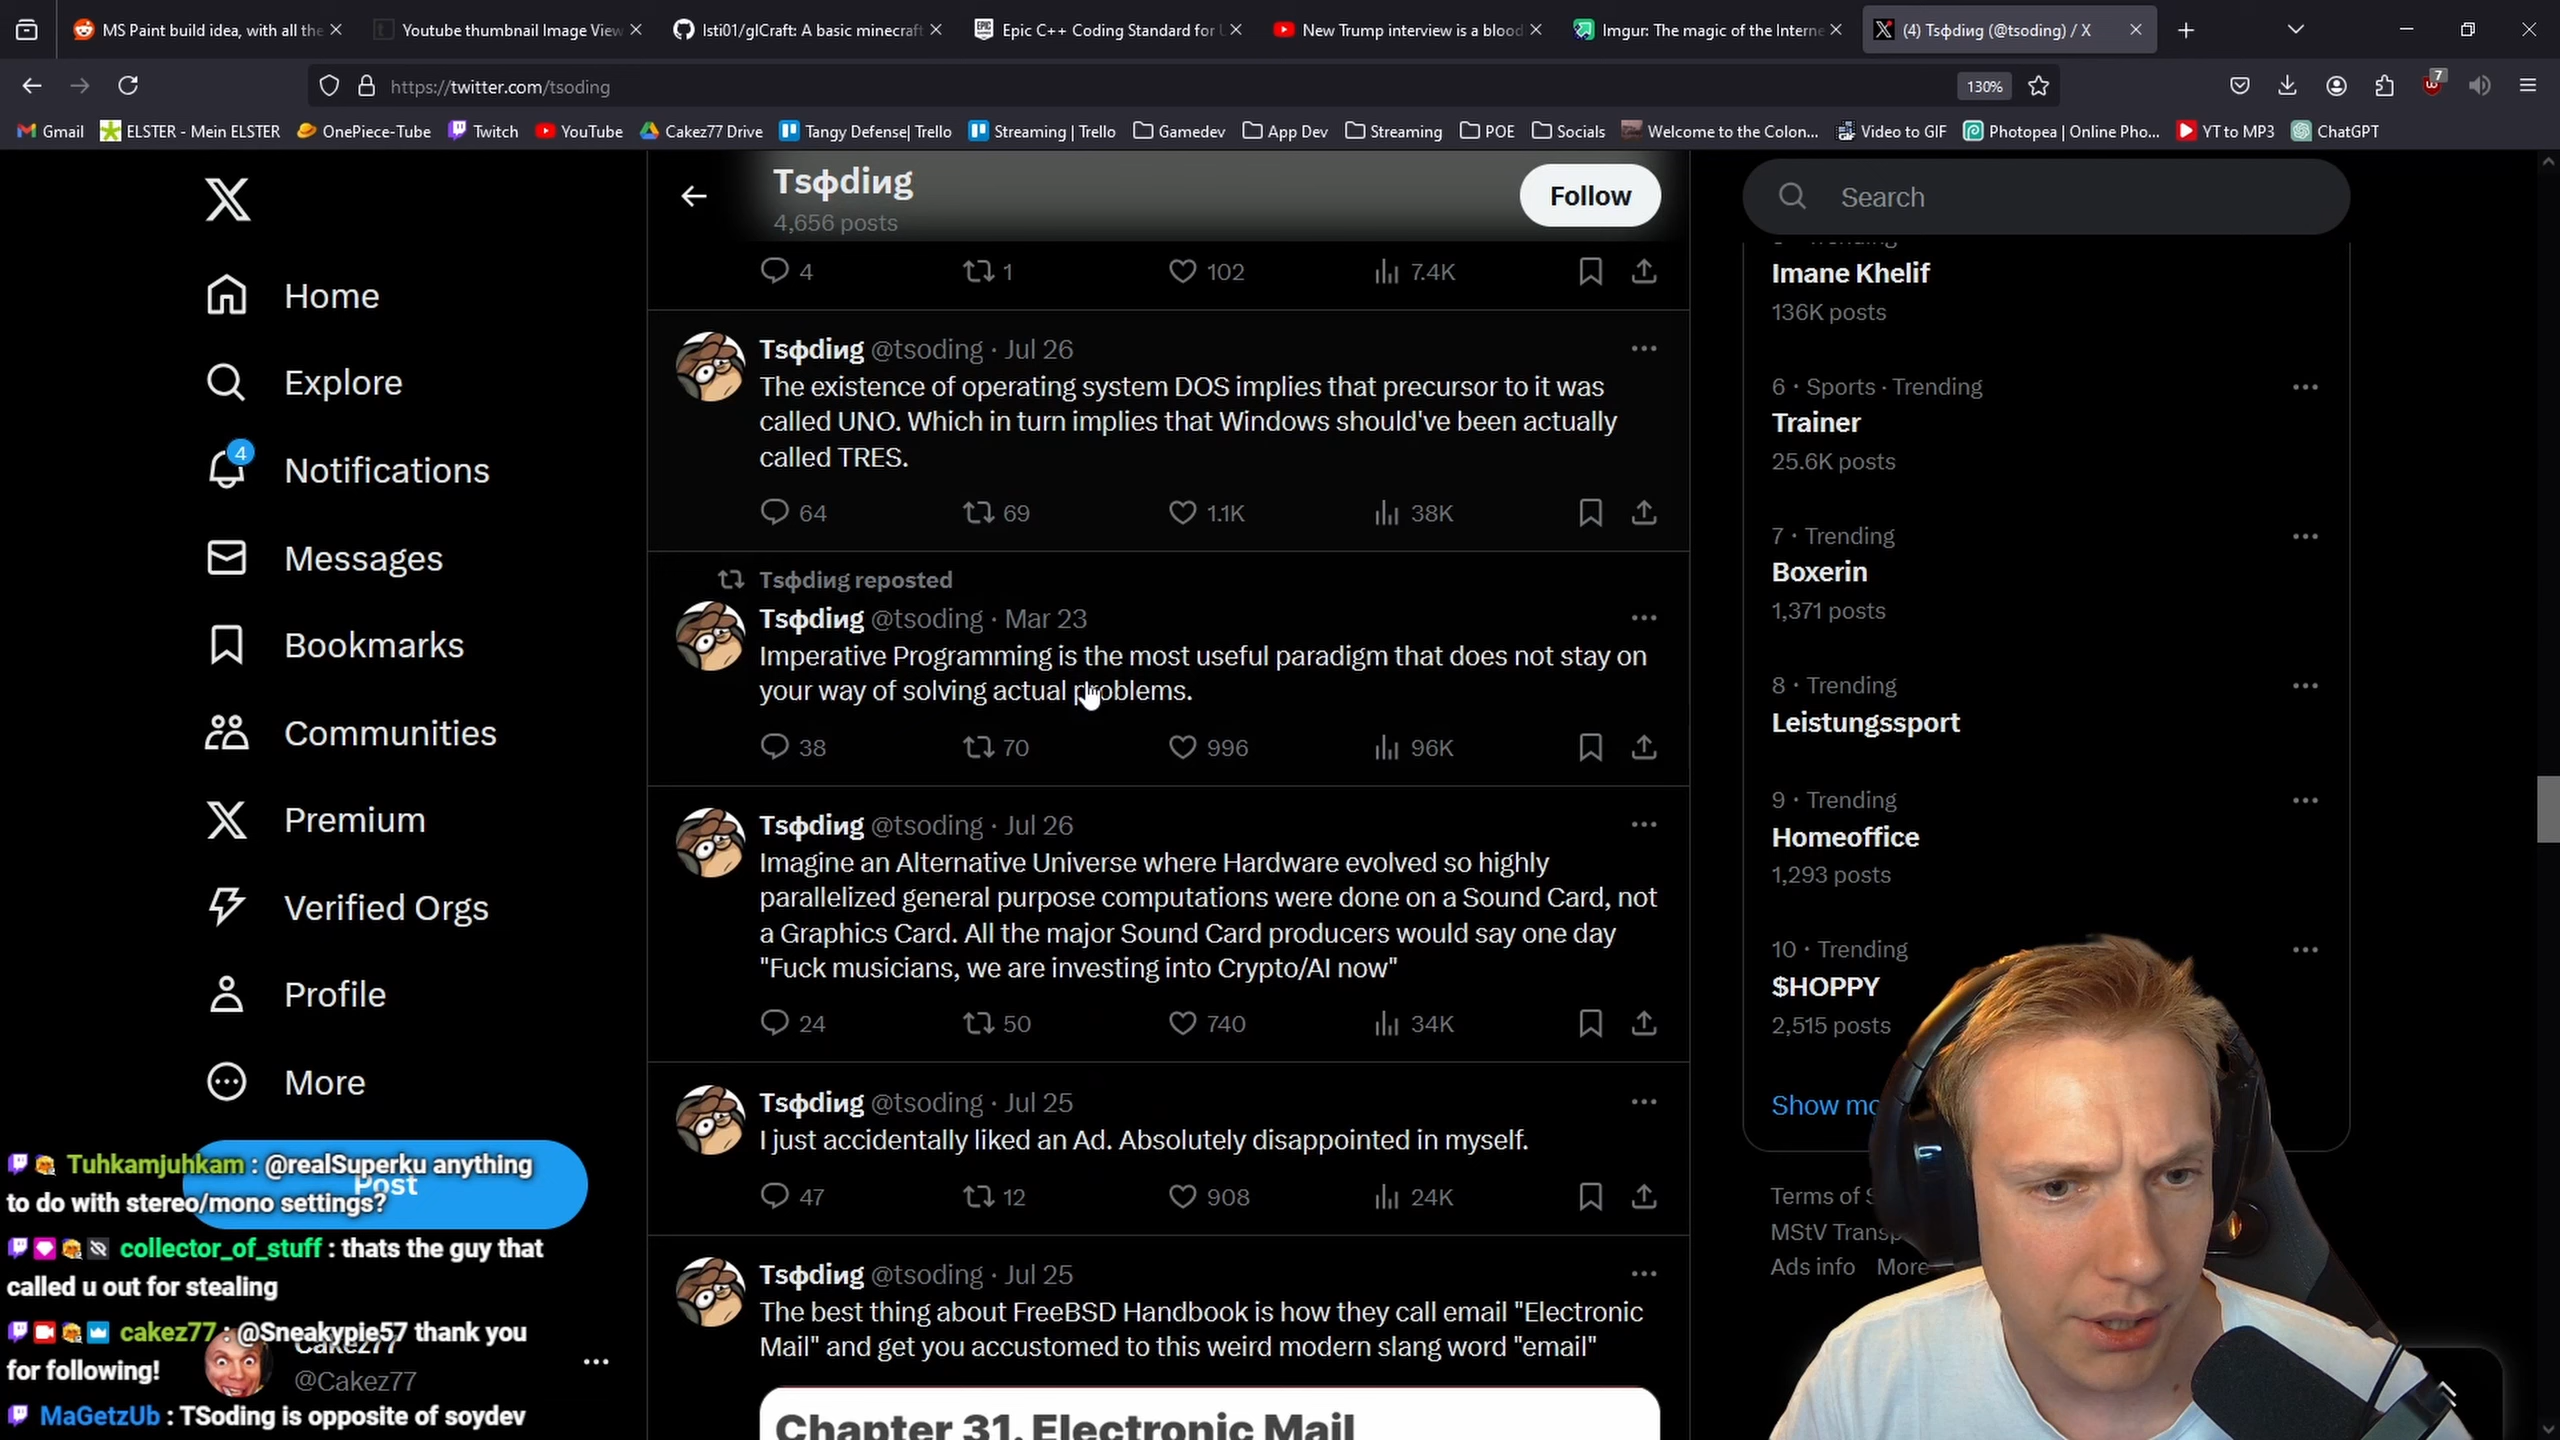 MS Paint build idea, with all the
Youtube thumbnail Image View
Isti01/glCraft: A basic minecraft
Epic C++ Coding Standard for U
New Trump interview is a blood
Imgur: The magic of the Interne
(4) Tsфdiиg (@tsoding) / X
https://twitter.com/tsoding
130%
7
Gmail
ELSTER - Mein ELSTER
OnePiece-Tube
Twitch
YouTube
Cakez77 Drive
Tangy Defense| Trello
Streaming | Trello
Gamedev
App Dev
Streaming
POE
Socials
Welcome to the Colon...
Video to GIF
Photopea | Online Pho...
YT to MP3
ChatGPT
Home
Explore
4
Notifications
Messages
Bookmarks
Communities
Premium
Verified Orgs
Profile
More
Post
Cakez77
@Cakez77
Tuhkamjuhkam : @realSuperku anything
to do with stereo/mono settings?
collector_of_stuff : thats the guy that
called u out for stealing
cakez77 : @Sneakypie57 thank you
for following!
MaGetzUb : TSoding is opposite of soydev
Tsфdiиg
4,656 posts
Follow
4 1 102 7.4K
Tsфdiиg @tsoding · Jul 26
The existence of operating system DOS implies that precursor to it was
called UNO. Which in turn implies that Windows should've been actually
called TRES.
64 69 1.1K 38K
Tsфdiиg reposted
Tsфdiиg @tsoding · Mar 23
Imperative Programming is the most useful paradigm that does not stay on
your way of solving actual problems.
38 70 996 96K
Tsфdiиg @tsoding · Jul 26
Imagine an Alternative Universe where Hardware evolved so highly
parallelized general purpose computations were done on a Sound Card, not
a Graphics Card. All the major Sound Card producers would say one day
"Fuck musicians, we are investing into Crypto/AI now"
24 50 740 34K
Tsфdiиg @tsoding · Jul 25
I just accidentally liked an Ad. Absolutely disappointed in myself.
47 12 908 24K
Tsфdiиg @tsoding · Jul 25
The best thing about FreeBSD Handbook is how they call email "Electronic
Mail" and get you accustomed to this weird modern slang word "email"
Chapter 31. Electronic Mail
Search
Imane Khelif
136K posts
6 · Sports · Trending
Trainer
25.6K posts
7 · Trending
Boxerin
1,371 posts
8 · Trending
Leistungssport
9 · Trending
Homeoffice
1,293 posts
10 · Trending
$HOPPY
2,515 posts
Show mo
Terms of S
MStV Transp
Ads info More